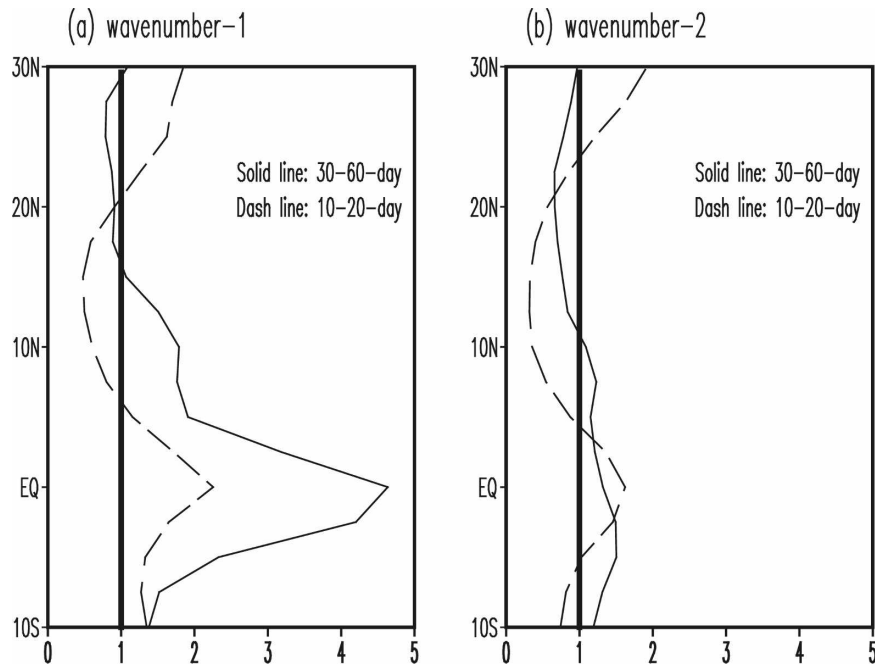 (a) wavenumber-1
30N
20N
10N
EQ
10S
Solid line: 30-60-day
Dash line: 10-20-day
0 1 2 3 4 5
(b) wavenumber-2
30N
20N
10N
EQ
10S
Solid line: 30-60-day
Dash line: 10-20-day
0 1 2 3 4 5